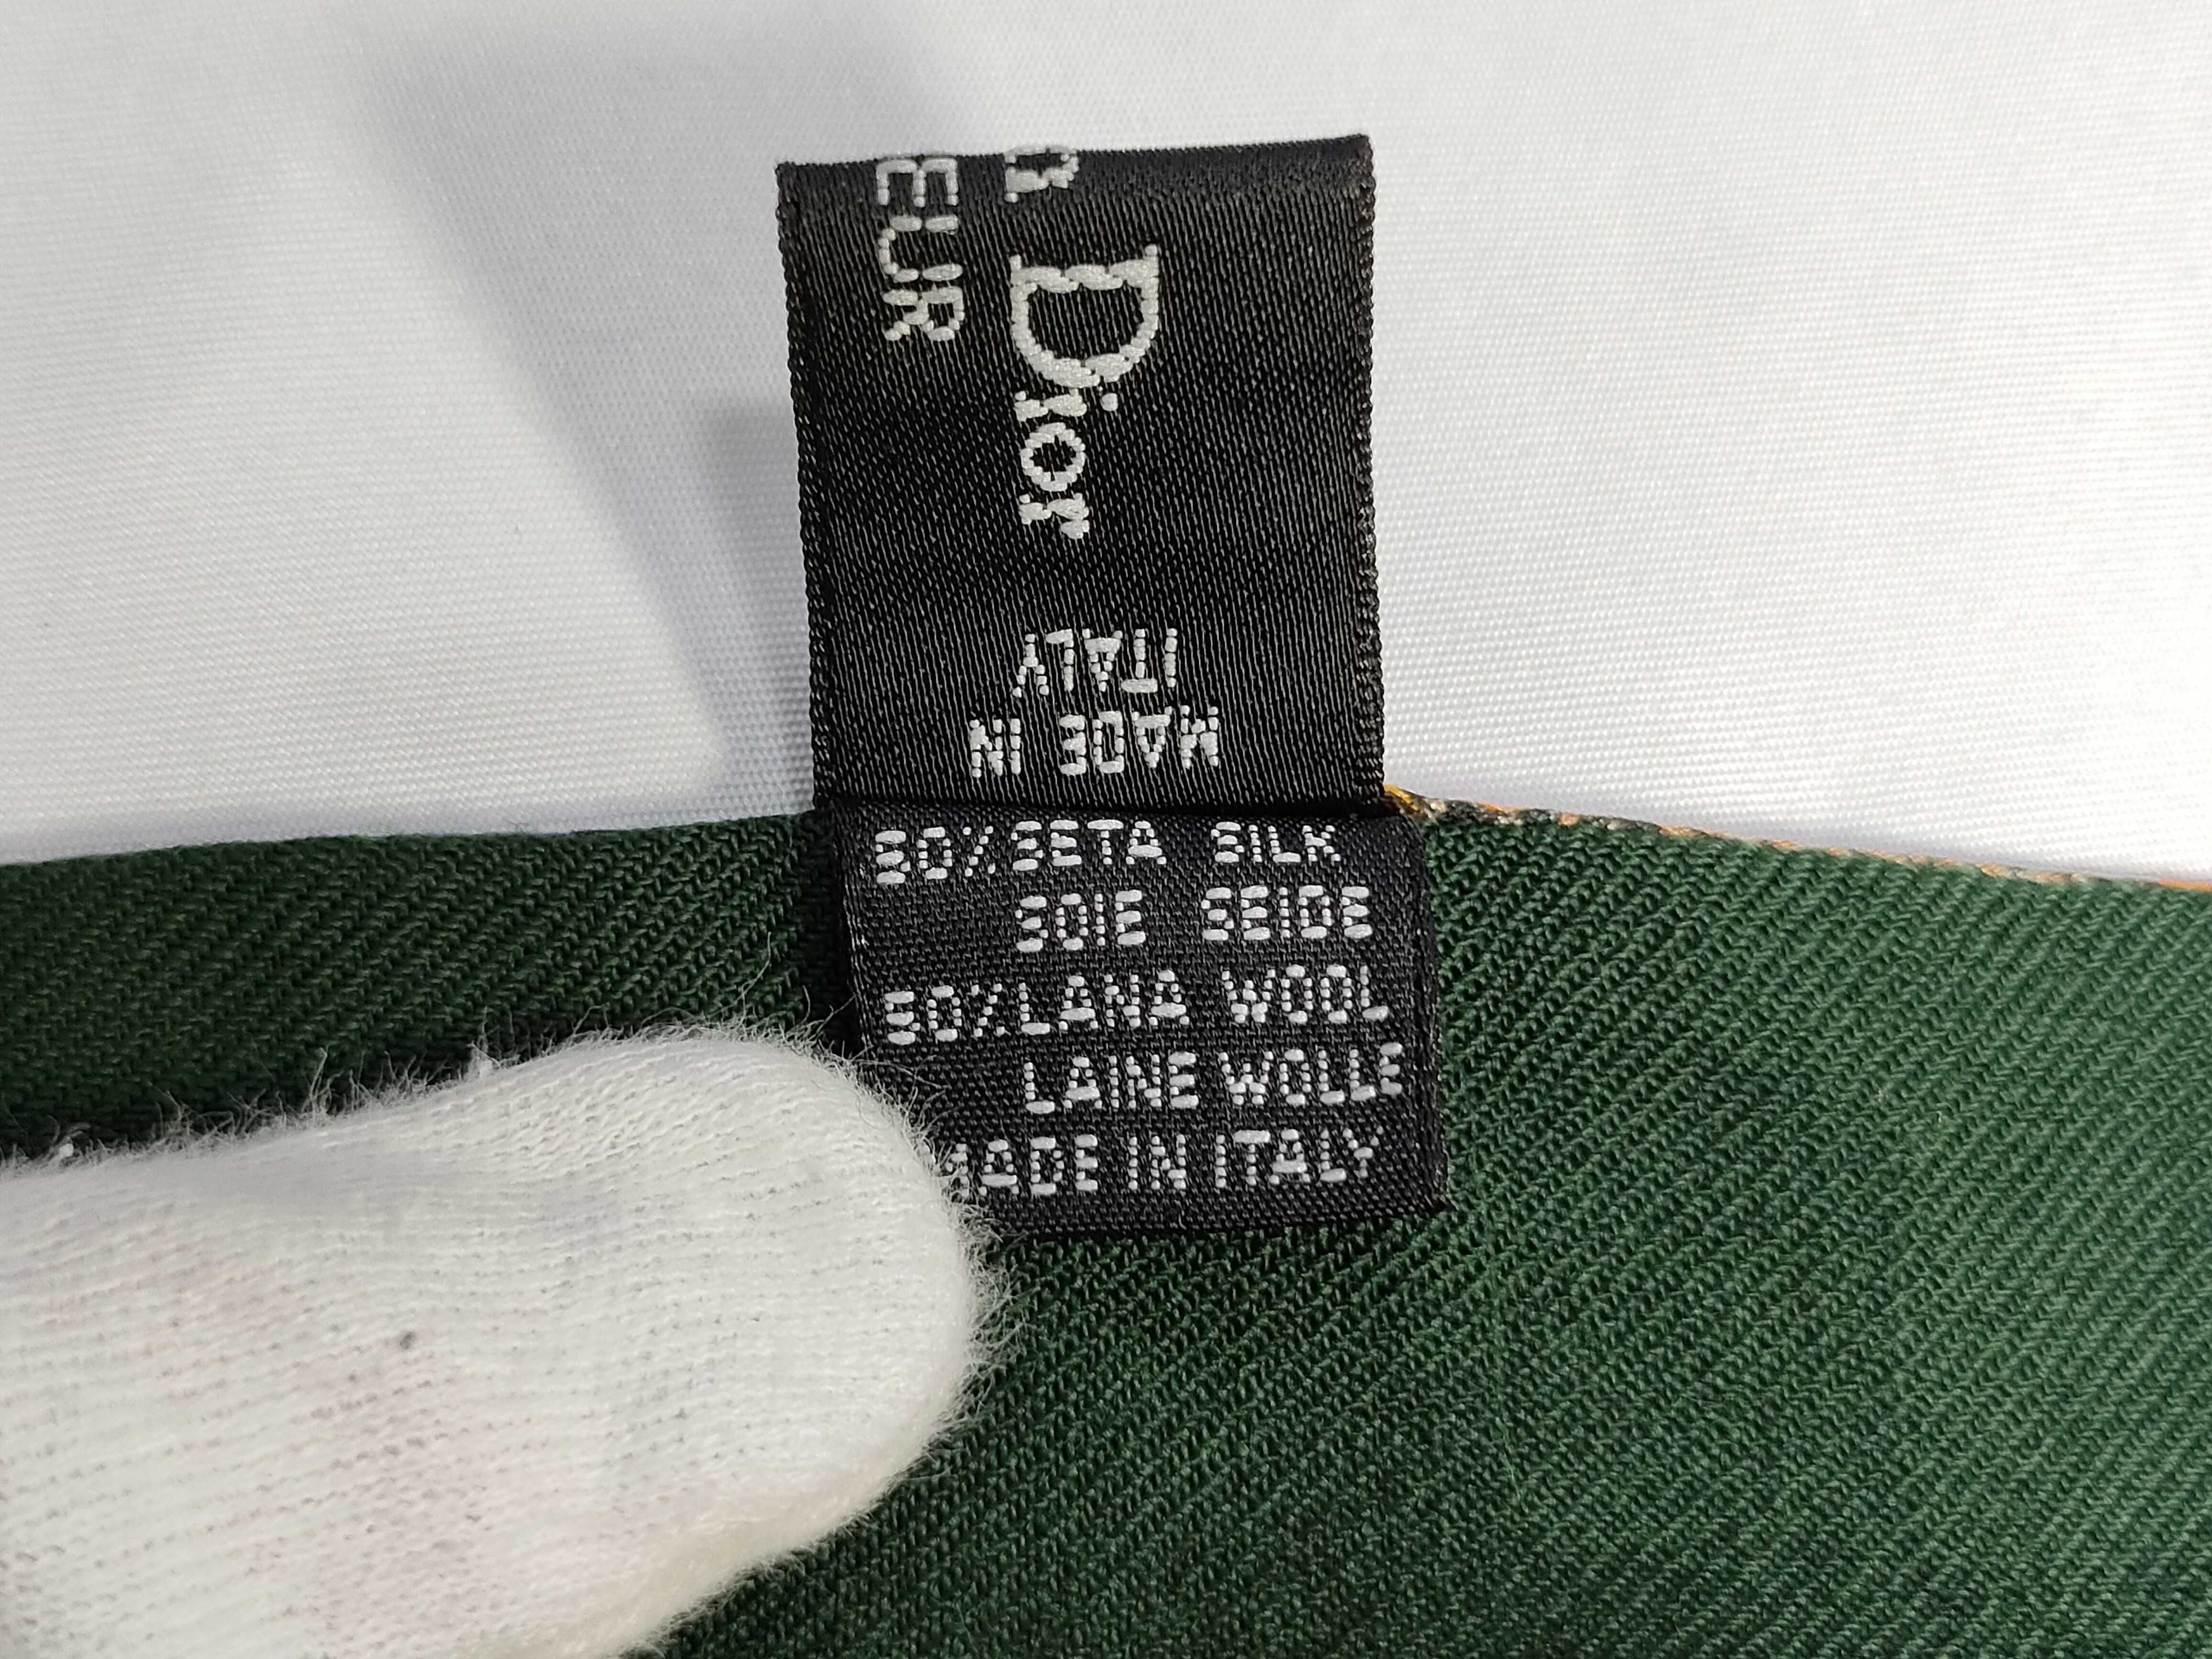 Dior
EUR
MADE IN
ITALY
50%SETA SILK
SOIE SEIDE
50%LANA WOOL
LAINE WOLLE
MADE IN ITALY